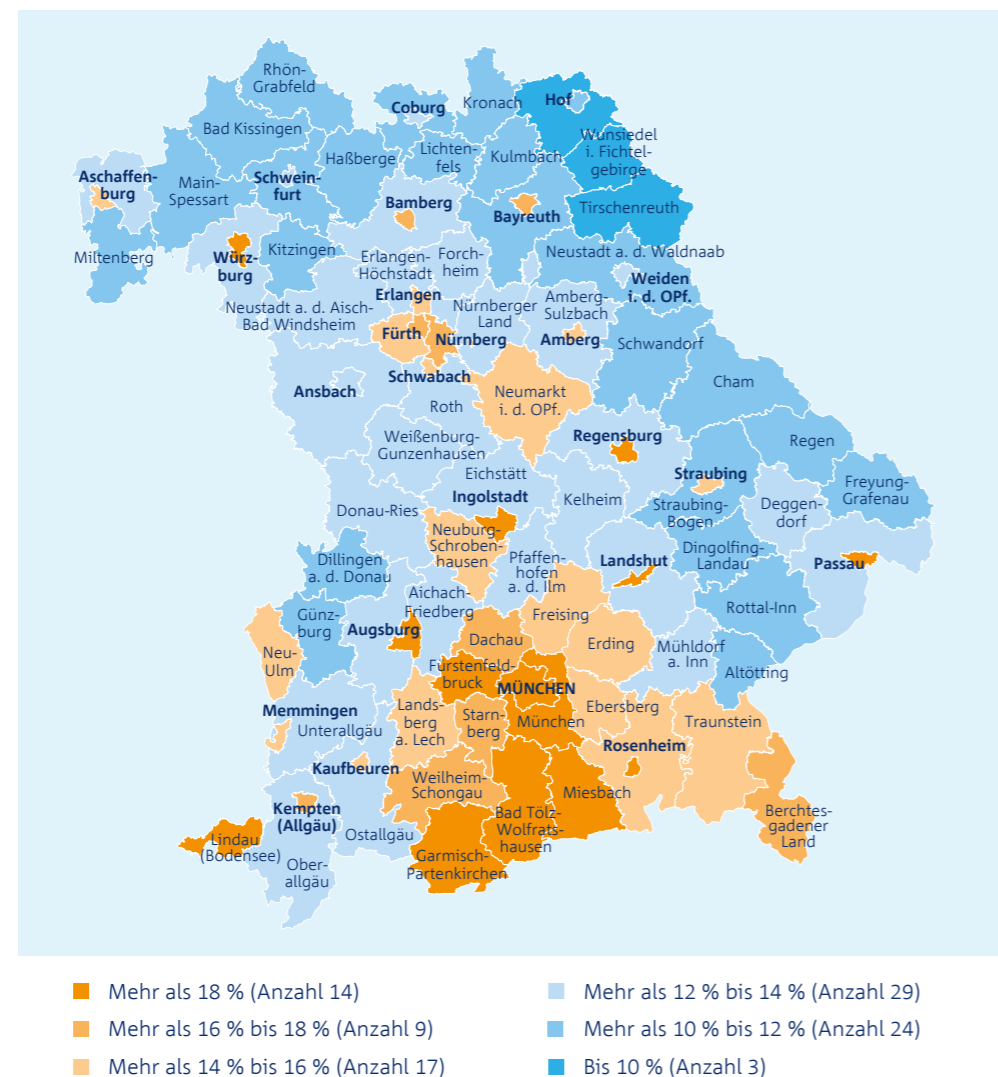 Rhön-
Grabfeld
Coburg
Kronach
Hof
Bad Kissingen
Wunsiedel
i. Fichtel-
gebirge
Haßberge
Lichten-
fels
Kulmbach
Aschaffen-
burg
Main-
Spessart
Schwein-
furt
Bamberg
Bayreuth
Tirschenreuth
Miltenberg
Würz-
burg
Kitzingen
Erlangen-
Höchstadt
Forch-
heim
Neustadt a. d. Waldnaab
Weiden
i. d. OPf.
Neustadt a. d. Aisch-
Bad Windsheim
Erlangen
Nürnberger
Land
Amberg-
Sulzbach
Fürth
Nürnberg
Amberg
Schwandorf
Ansbach
Schwabach
Roth
Neumarkt
i. d. OPf.
Cham
Weißenburg-
Gunzenhausen
Regensburg
Regen
Eichstätt
Ingolstadt
Kelheim
Straubing
Straubing-
Bogen
Deggen-
dorf
Freyung-
Grafenau
Donau-Ries
Neuburg-
Schroben-
hausen
Pfaffen-
hofen
a. d. Ilm
Landshut
Dingolfing-
Landau
Passau
Dillingen
a. d. Donau
Aichach-
Friedberg
Freising
Rottal-Inn
Günz-
burg
Augsburg
Dachau
Erding
Mühldorf
a. Inn
Altötting
Neu-
Ulm
Fürstenfeld-
bruck
MÜNCHEN
München
Ebersberg
Traunstein
Memmingen
Unterallgäu
Lands-
berg
a. Lech
Starn-
berg
Rosenheim
Kaufbeuren
Weilheim-
Schongau
Miesbach
Berchtes-
gadener
Land
Kempten
(Allgäu)
Ostallgäu
Bad Tölz-
Wolfrats-
hausen
Lindau
(Bodensee)
Ober-
allgäu
Garmisch-
Partenkirchen
Mehr als 18 % (Anzahl 14)
Mehr als 16 % bis 18 % (Anzahl 9)
Mehr als 14 % bis 16 % (Anzahl 17)
Mehr als 12 % bis 14 % (Anzahl 29)
Mehr als 10 % bis 12 % (Anzahl 24)
Bis 10 % (Anzahl 3)